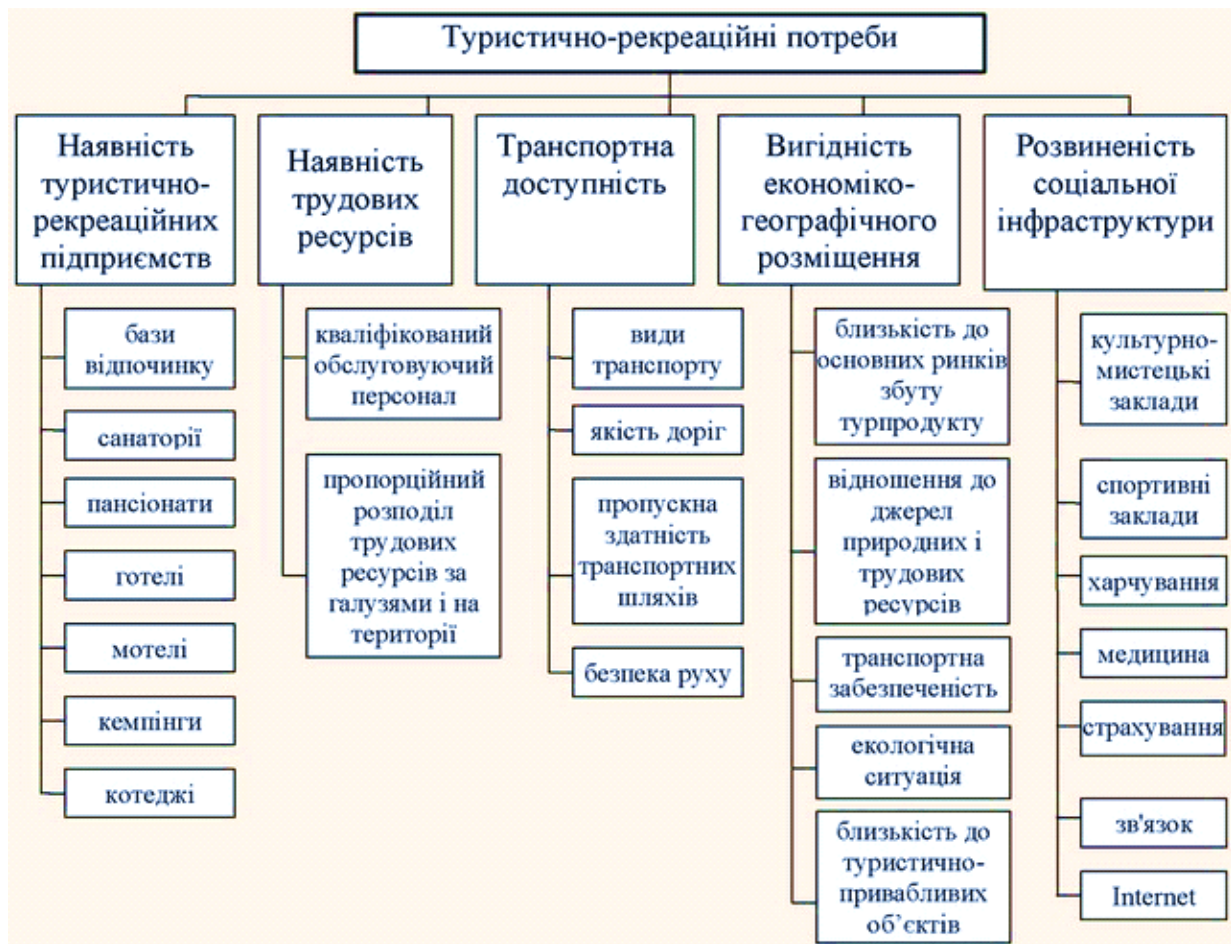 Туристично-рекреаційні потреби
Наявність
туристично-
рекреаційних
підприємств
бази
відпочинку
санаторії
пансіонати
готелі
мотелі
кемпінги
котеджі
Наявність
трудових
ресурсів
кваліфікований
обслуговуючий
персонал
пропорційний
розподіл
трудових
ресурсів за
галузями і на
території
Транспортна
доступність
види
транспорту
якість доріг
пропускна
здатність
транспортних
шляхів
безпека руху
Вигідність
економіко-
географічного
розміщення
близькість до
основних ринків
збуту
турпродукту
відношення до
джерел
природних і
трудових
ресурсів
транспортна
забезпеченість
екологічна
ситуація
близькість до
туристично-
привабливих
об’єктів
Розвиненість
соціальної
інфраструктури
культурно-
мистецькі
заклади
спортивні
заклади
харчування
медицина
страхування
зв'язок
Internet